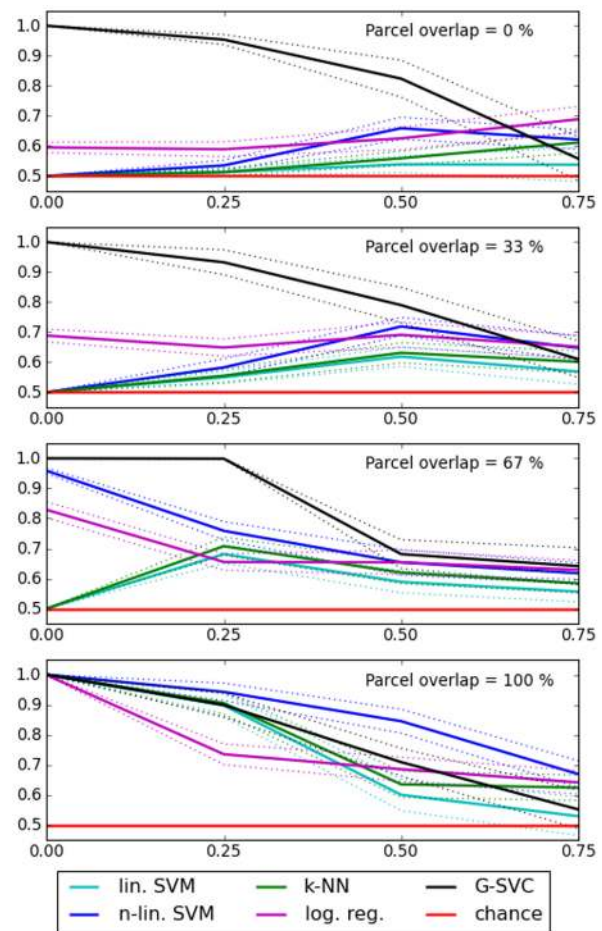 Parcel overlap = 0 %
1.0
0.9
0.8
0.7
0.6
0.5
0.00 0.25 0.50 0.75
Parcel overlap = 33 %
1.0
0.9
0.8
0.7
0.6
0.5
0.00 0.25 0.50 0.75
Parcel overlap = 67 %
1.0
0.9
0.8
0.7
0.6
0.5
0.00 0.25 0.50 0.75
Parcel overlap = 100 %
1.0
0.9
0.8
0.7
0.6
0.5
0.00 0.25 0.50 0.75
lin. SVM k-NN G-SVC
n-lin. SVM log. reg. chance